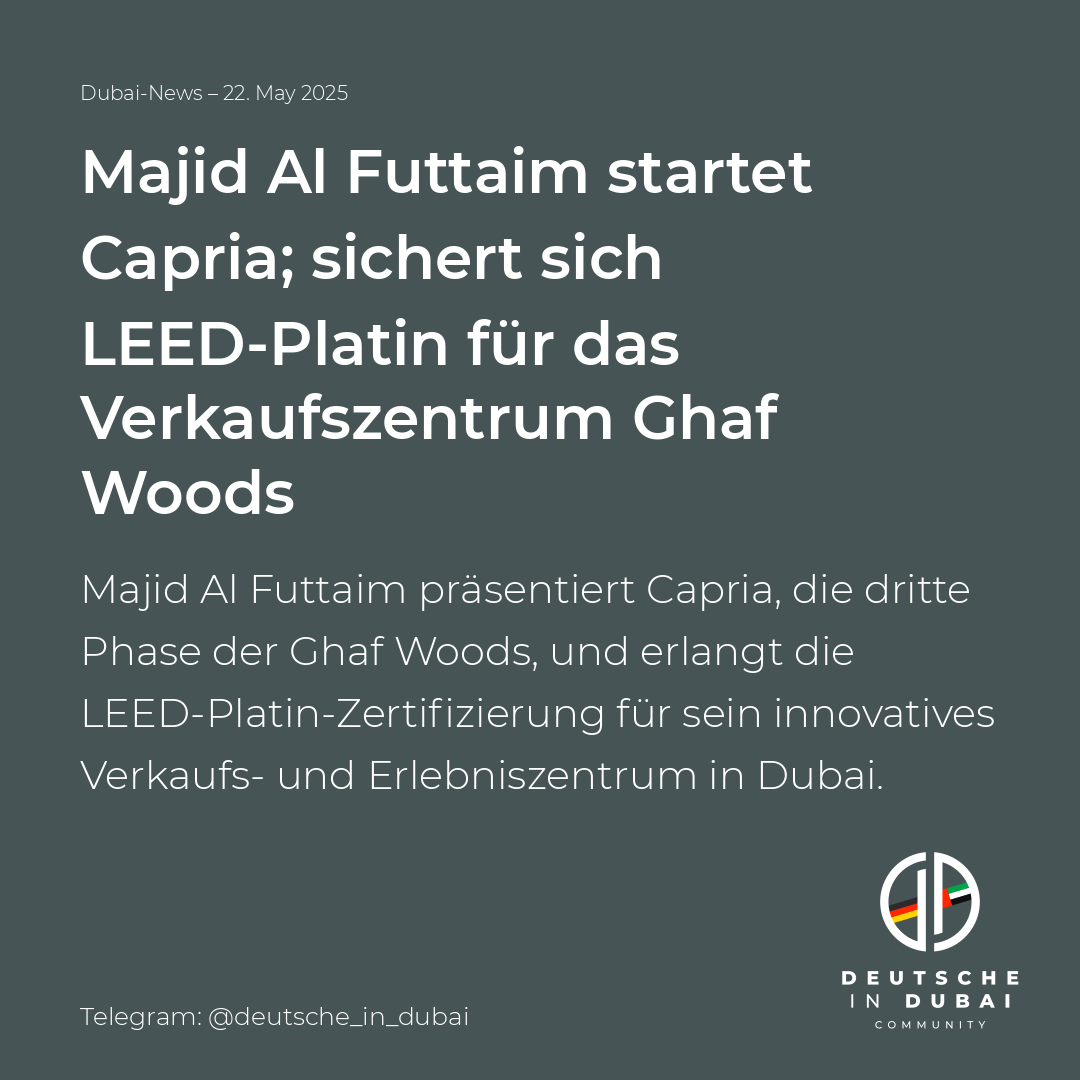 Dubai-News – 22. May 2025
Majid Al Futtaim startet
Capria; sichert sich
LEED-Platin für das
Verkaufszentrum Ghaf
Woods
Majid Al Futtaim präsentiert Capria, die dritte
Phase der Ghaf Woods, und erlangt die
LEED-Platin-Zertifizierung für sein innovatives
Verkaufs- und Erlebniszentrum in Dubai.
DEUTSCHE
IN DUBAI
COMMUNITY
Telegram: @deutsche_in_dubai